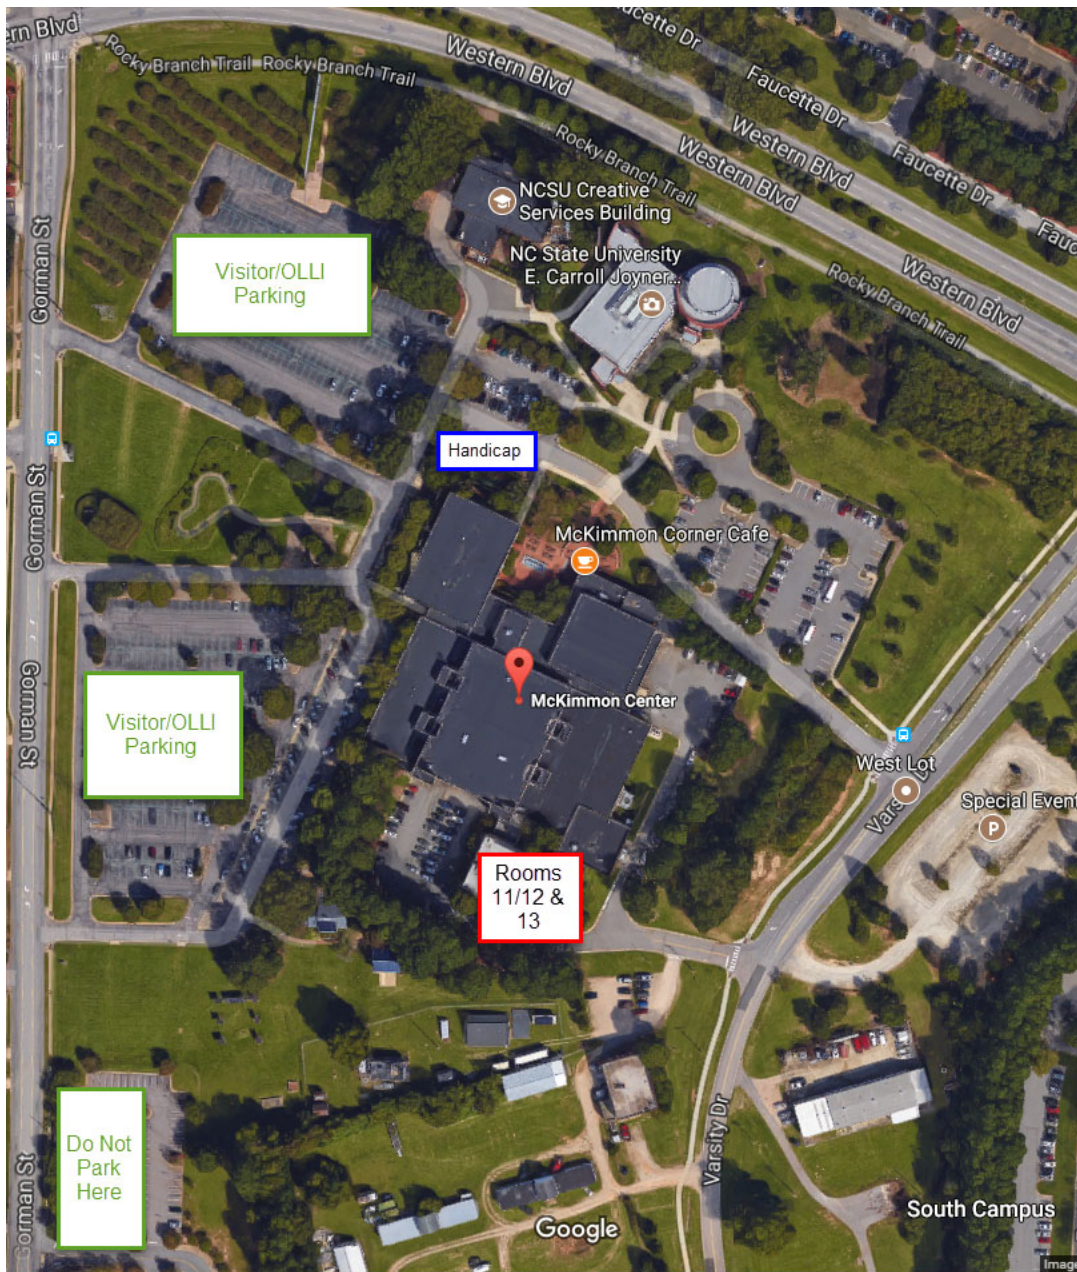 ern Blvd
Rocky Branch Trail
Rocky Branch Trail
Western Blvd
Faucette Dr
Faucette Dr
Western Blvd
Faucette Dr
Western Blvd
Rocky Branch Trail
NCSU Creative
Services Building
NC State University
E. Carroll Joyner...
Fauc
Western Blvd
Rocky Branch Trail
Gorman St
Visitor/OLLI
Parking
Handicap
Gorman St
McKimmon Corner Cafe
McKimmon Center
Gorman St
Visitor/OLLI
Parking
West Lot
Special Event
P
Rooms
11/12 &
13
Do Not
Park
Here
Gorman St
Varsity Dr
South Campus
Google
Image